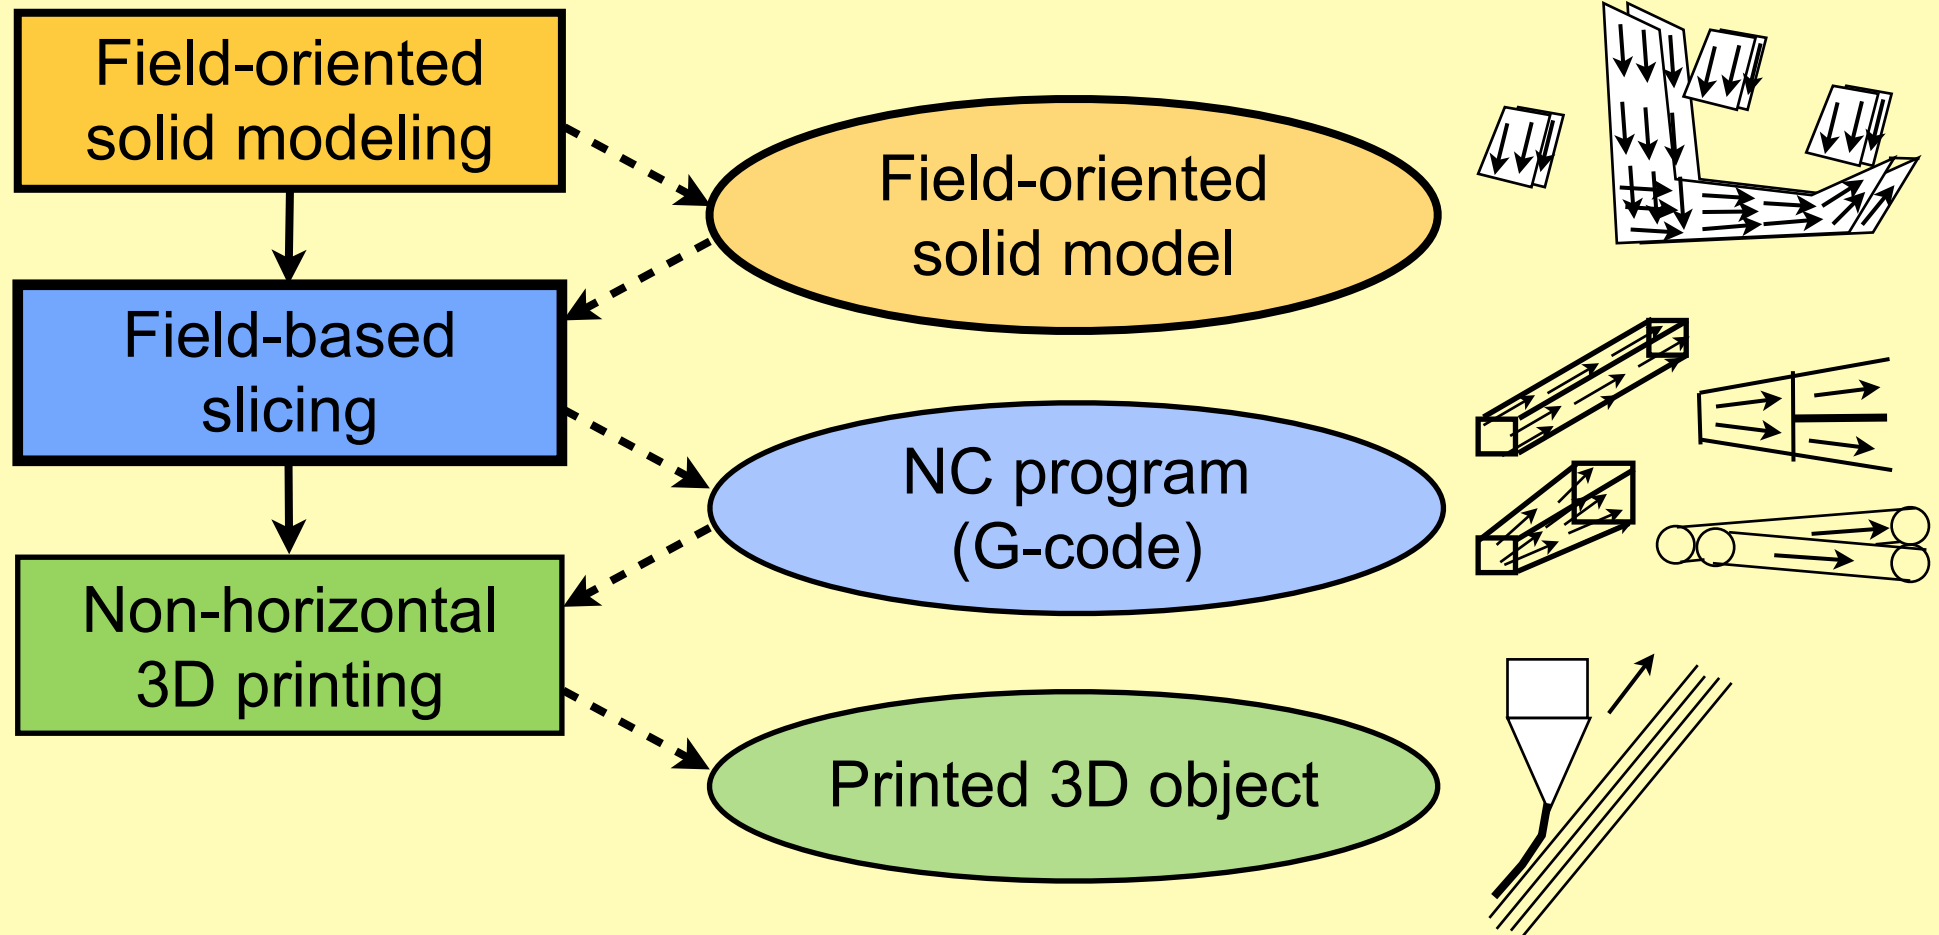 Field-oriented
solid modeling
Field-oriented
solid model
Field-based
slicing
NC program
(G-code)
Non-horizontal
3D printing
Printed 3D object